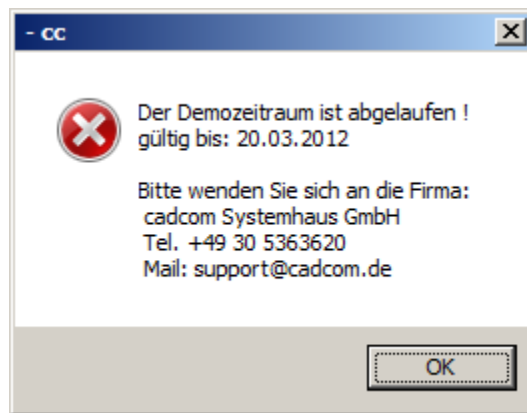 - cc
Der Demozeitraum ist abgelaufen !
gültig bis: 20.03.2012
Bitte wenden Sie sich an die Firma:
cadcom Systemhaus GmbH
Tel. +49 30 5363620
Mail: support@cadcom.de
OK